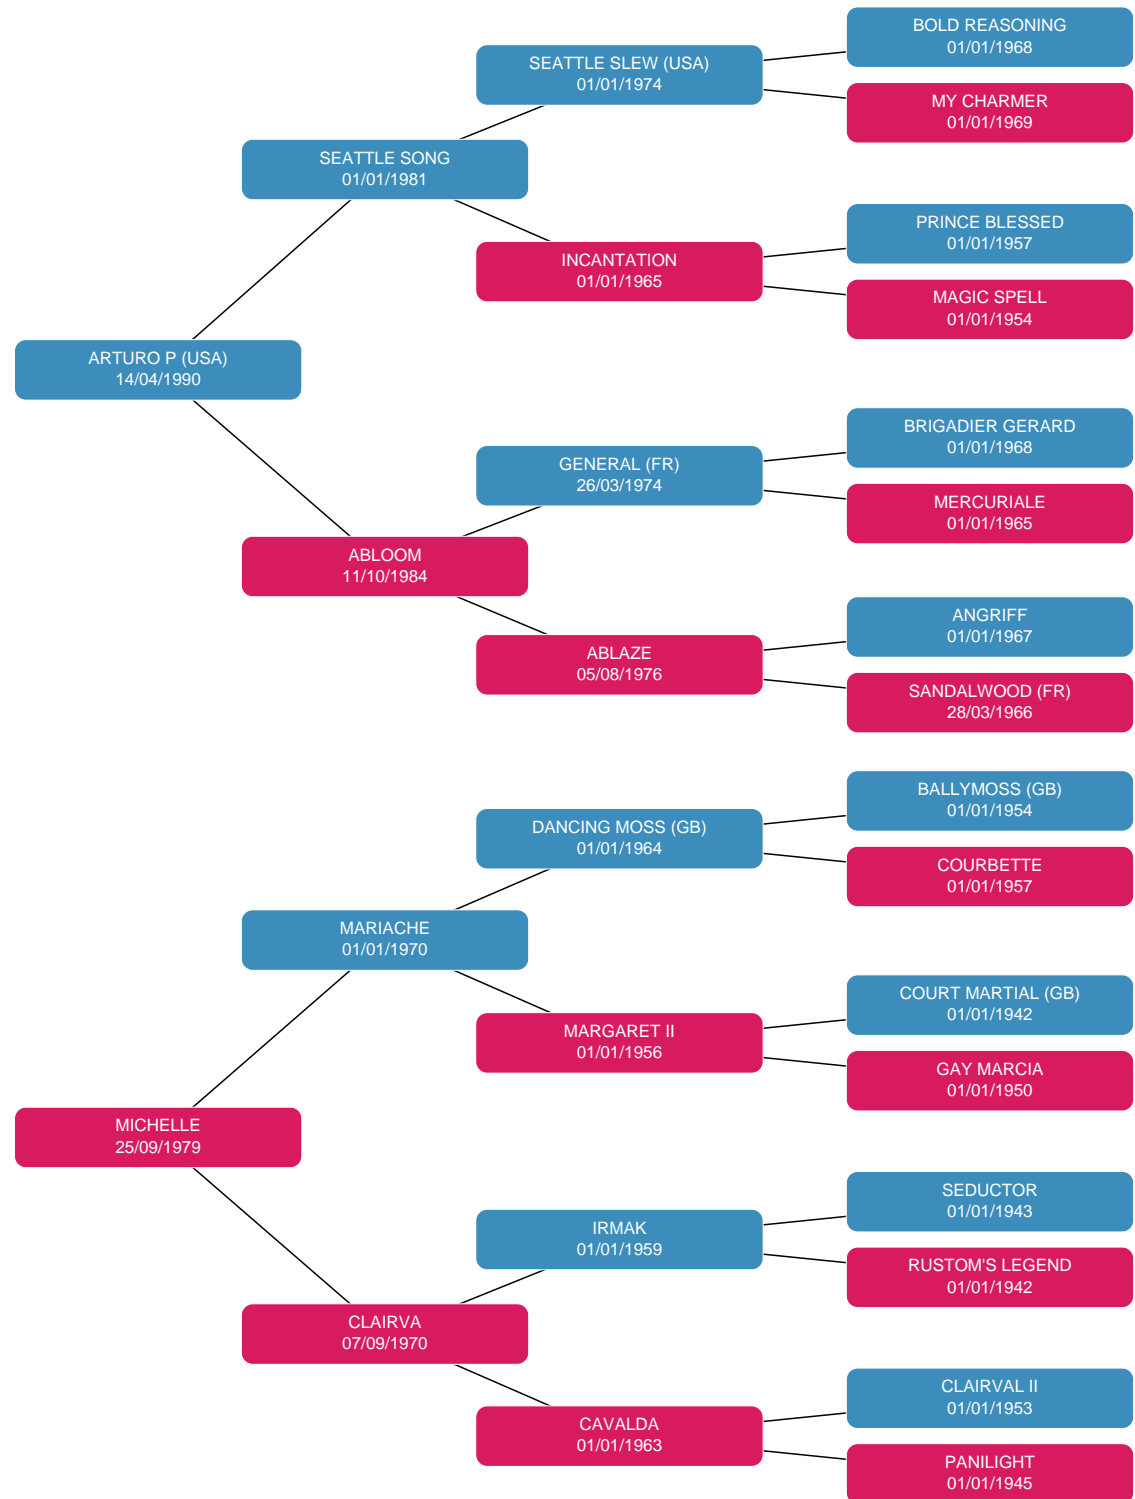 BOLD REASONING
01/01/1968
SEATTLE SLEW (USA)
01/01/1974
MY CHARMER
01/01/1969
SEATTLE SONG
01/01/1981
PRINCE BLESSED
01/01/1957
INCANTATION
01/01/1965
MAGIC SPELL
01/01/1954
ARTURO P (USA)
14/04/1990
BRIGADIER GERARD
01/01/1968
GENERAL (FR)
26/03/1974
MERCURIALE
01/01/1965
ABLOOM
11/10/1984
ANGRIFF
01/01/1967
ABLAZE
05/08/1976
SANDALWOOD (FR)
28/03/1966
BALLYMOSS (GB)
01/01/1954
DANCING MOSS (GB)
01/01/1964
COURBETTE
01/01/1957
MARIACHE
01/01/1970
COURT MARTIAL (GB)
01/01/1942
MARGARET II
01/01/1956
GAY MARCIA
01/01/1950
MICHELLE
25/09/1979
SEDUCTOR
01/01/1943
IRMAK
01/01/1959
RUSTOM'S LEGEND
01/01/1942
CLAIRVA
07/09/1970
CLAIRVAL II
01/01/1953
CAVALDA
01/01/1963
PANILIGHT
01/01/1945